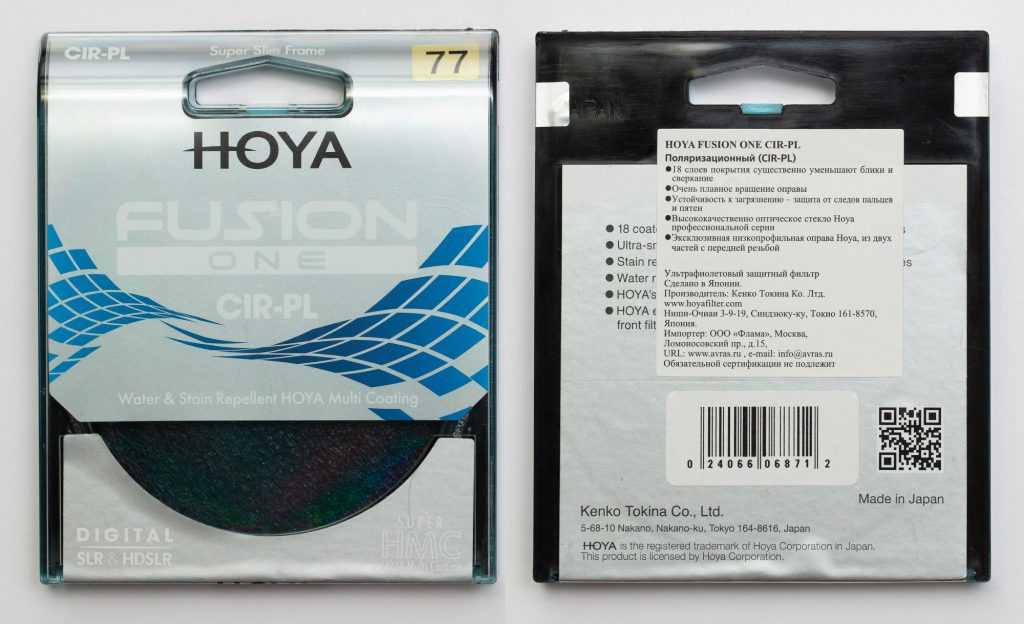 CIR-PL
Super Slim Frame
77
HOYA
FUSION
ONE
CIR-PL
Water & Stain Repellent HOYA Multi Coating
DIGITAL
SLR & HDSLR
SUPER
HMC
HOYA FUSION ONE CIR-PL
Поляризационный (CIR-PL)
●18 слоев покрытия существенно уменьшают блики и
сверкание
●Очень плавное вращение оправы
●Устойчивость к загрязнению – защита от следов пальцев
и пятен
●Высококачественно оптическое стекло Hoya
профессиональной серии
●Эксклюзивная низкопрофильная оправа Hoya, из двух
частей с передней резьбой
Ультрафиолетовый защитный фильтр
Сделано в Японии.
Производитель: Кенко Токина Ко. Лтд.
www.hoyafilter.com
Ниши-Очиаи 3-9-19, Синдзюку-ку, Токио 161-8570,
Япония.
Импортер: ООО «Флама», Москва,
Ломоносовский пр., д.15,
URL: www.avras.ru , e-mail: info@avras.ru
Обязательной сертификации не подлежит
● 18
● 
● Stain
● Water
● HOYA's
● HOYA
front
0 24066 06871 2
Made in Japan
Kenko Tokina Co., Ltd.
5-68-10 Nakano, Nakano-ku, Tokyo 164-8616, Japan
HOYA is the registered trademark of Hoya Corporation in Japan.
This product is licensed by Hoya Corporation.